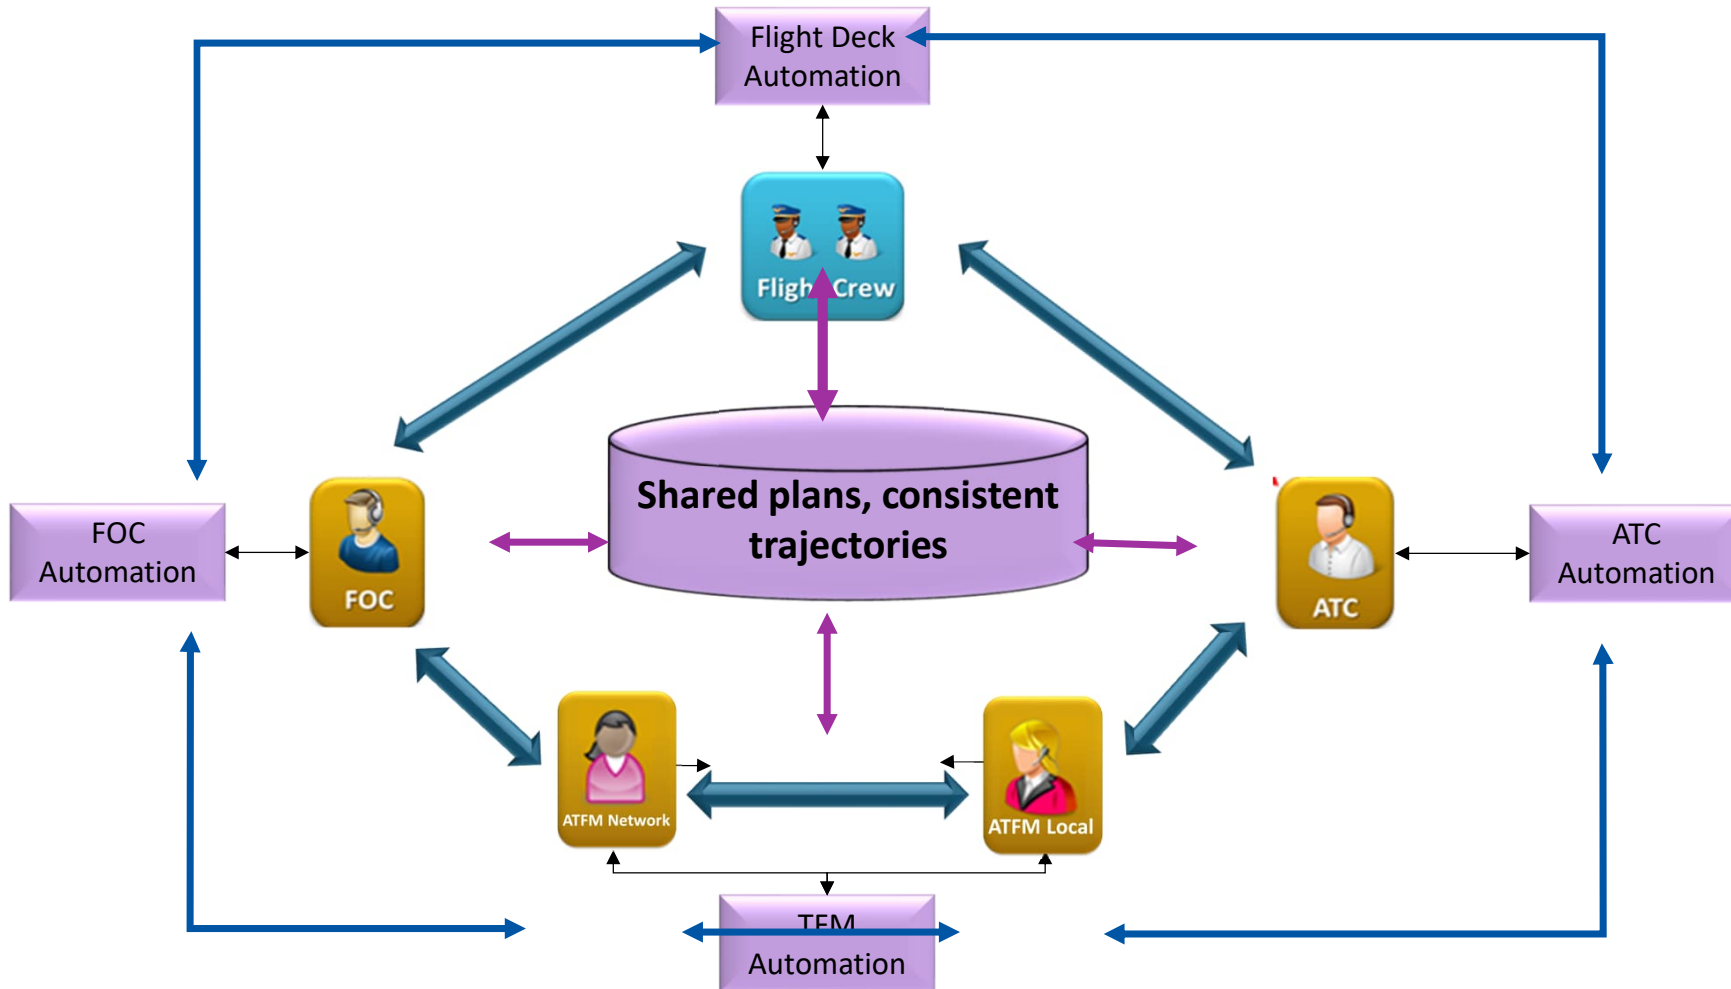 Flight Deck
Automation
Flight Crew
Shared plans, consistent
trajectories
FOC
Automation
FOC
ATC
ATC
Automation
ATFM Network
ATFM Local
TFM
Automation